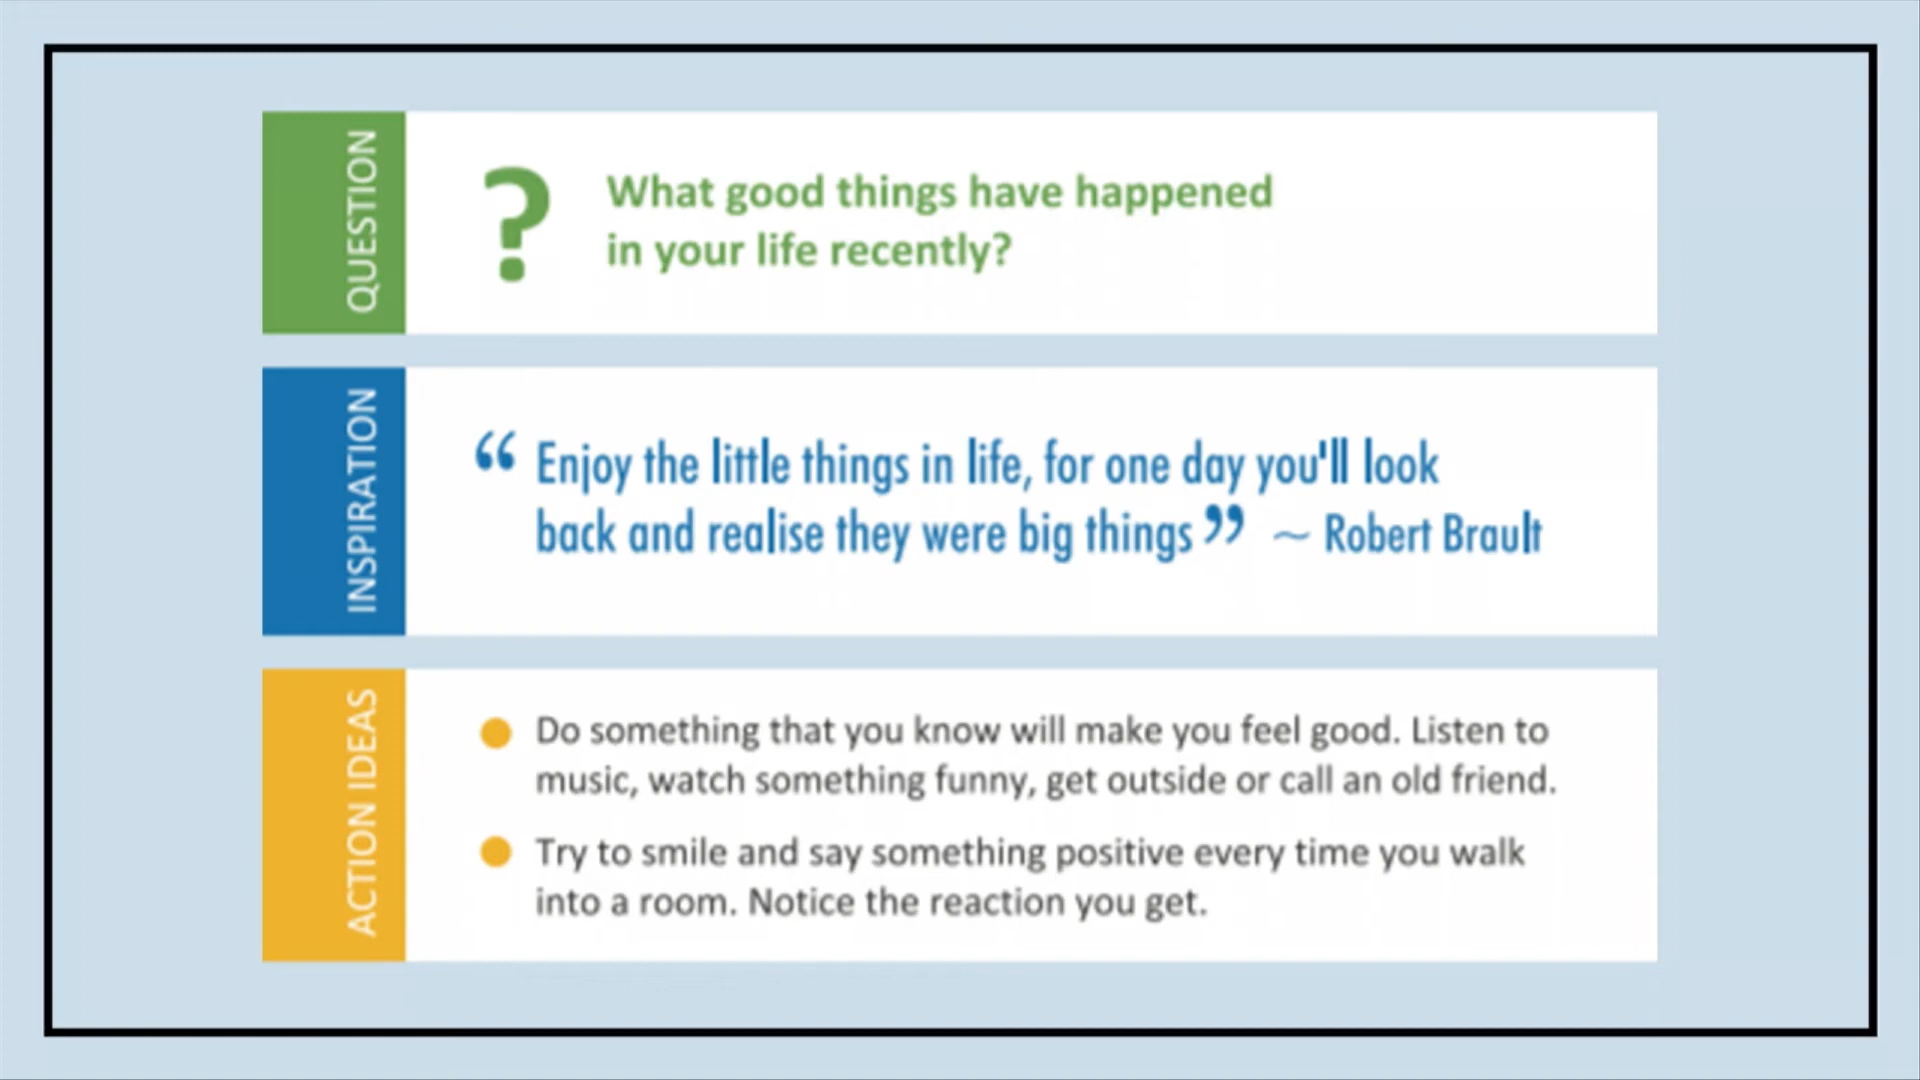 QUESTION
?
What good things have happened
in your life recently?
INSPIRATION
“ Enjoy the little things in life, for one day you'll look
back and realise they were big things ” ~ Robert Brault
ACTION IDEAS
Do something that you know will make you feel good. Listen to
music, watch something funny, get outside or call an old friend.
Try to smile and say something positive every time you walk
into a room. Notice the reaction you get.